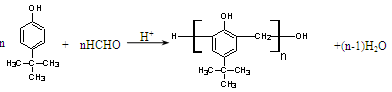 OH OH
n + nHCHO H⁺ H CH₂ OH +(n-1)H₂O
n
H₃C-C-CH₃ H₃C-C-CH₃
CH₃ CH₃